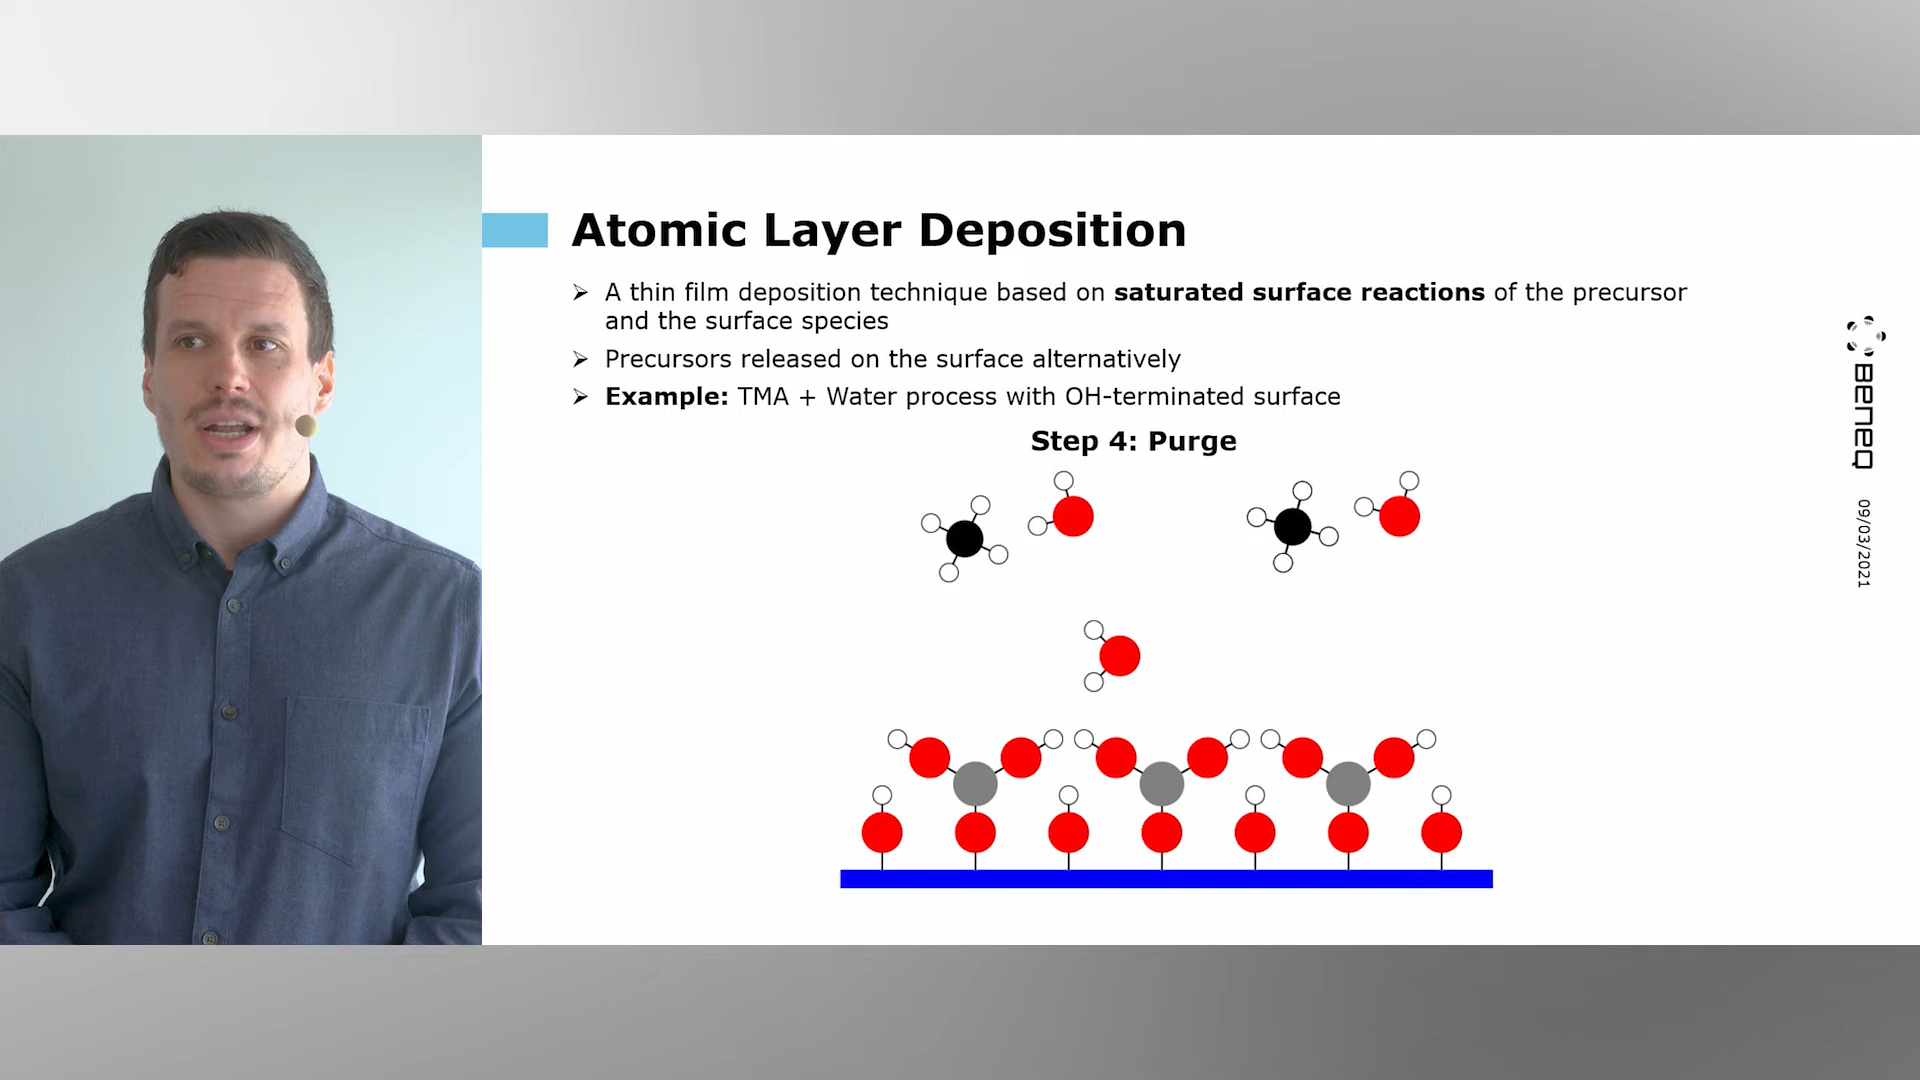 Atomic Layer Deposition
➢ A thin film deposition technique based on saturated surface reactions of the precursor
and the surface species
➢ Precursors released on the surface alternatively
➢ Example: TMA + Water process with OH-terminated surface
Step 4: Purge
BENEQ
09/03/2021